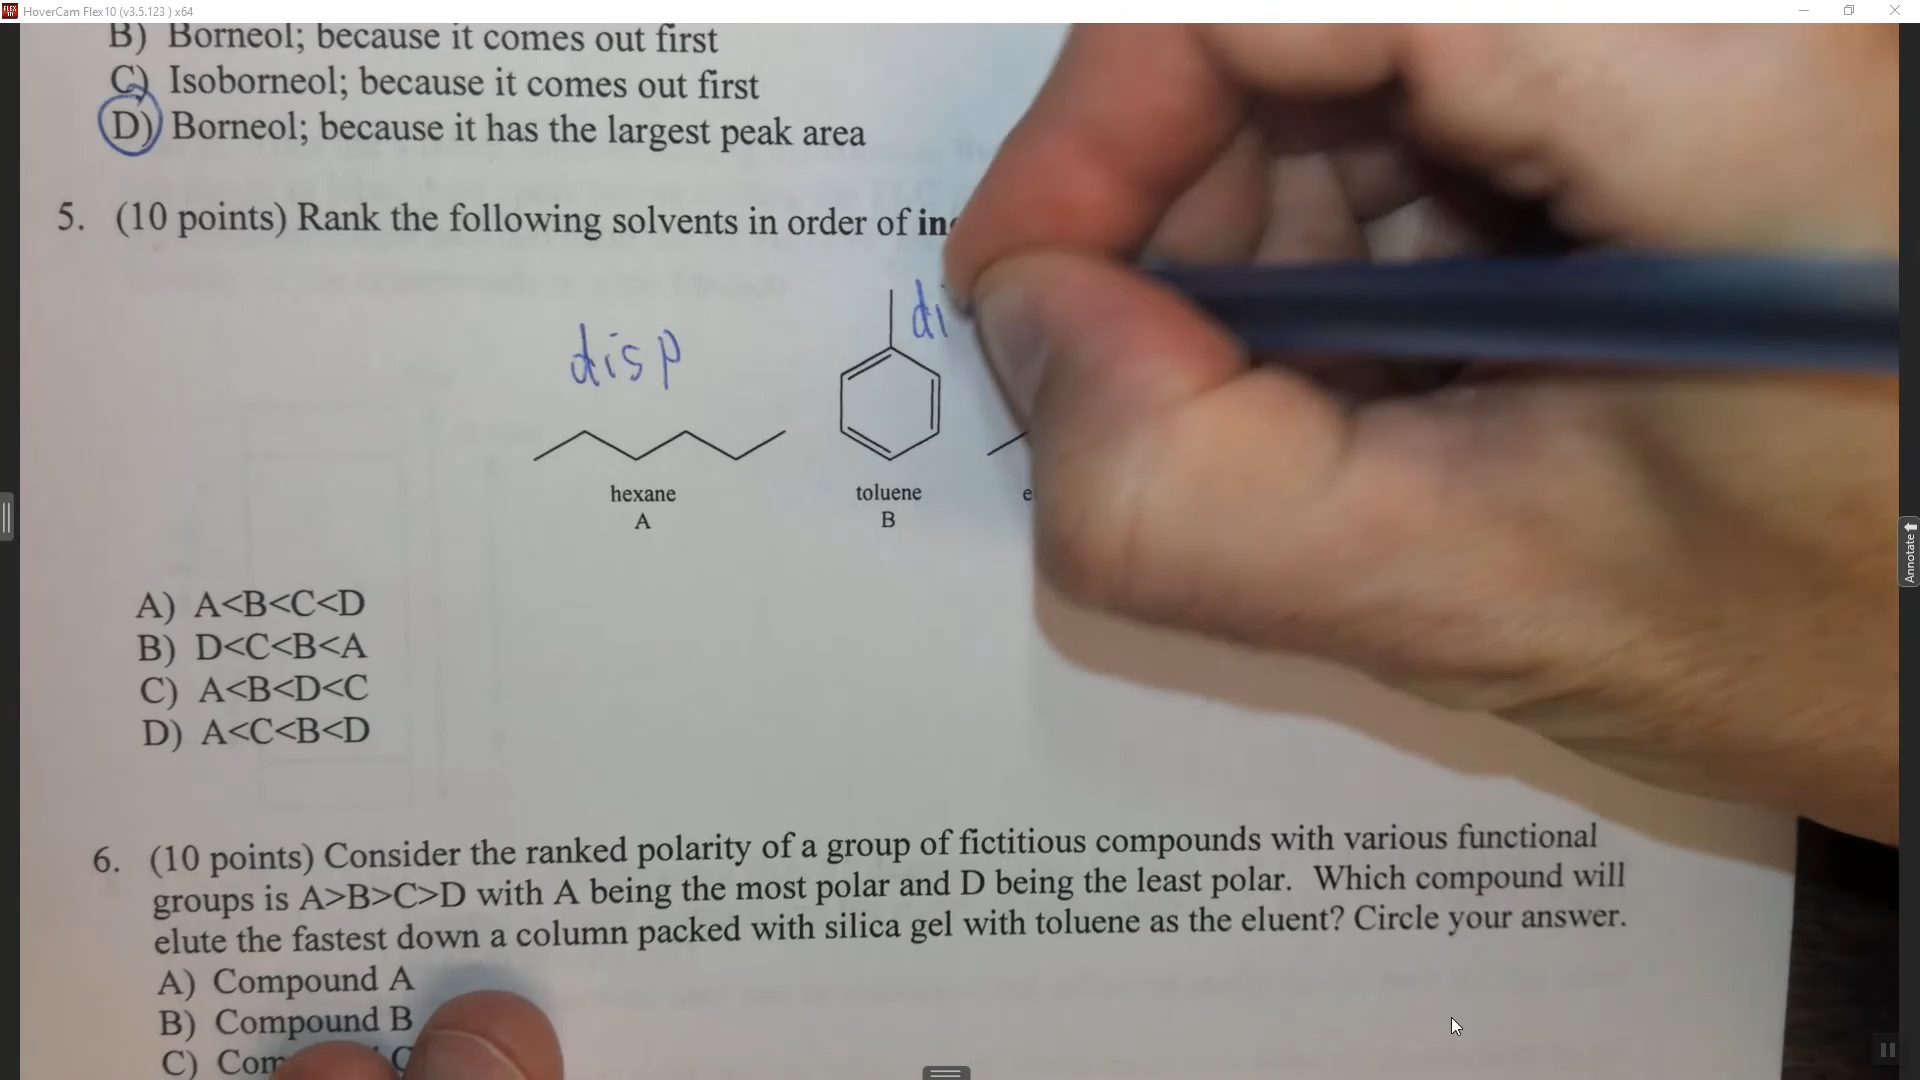 HoverCam Flex10 (v3.5.123 ) x64
B) Borneol; because it comes out first
C) Isoborneol; because it comes out first
D) Borneol; because it has the largest peak area
5. (10 points) Rank the following solvents in order of
disp
di
hexane
A
toluene
B
A) A<B<C<D
B) D<C<B<A
C) A<B<D<C
D) A<C<B<D
6. (10 points) Consider the ranked polarity of a group of fictitious compounds with various functional
groups is A>B>C>D with A being the most polar and D being the least polar. Which compound will
elute the fastest down a column packed with silica gel with toluene as the eluent? Circle your answer.
A) Compound A
B) Compound B
C)
Annotate